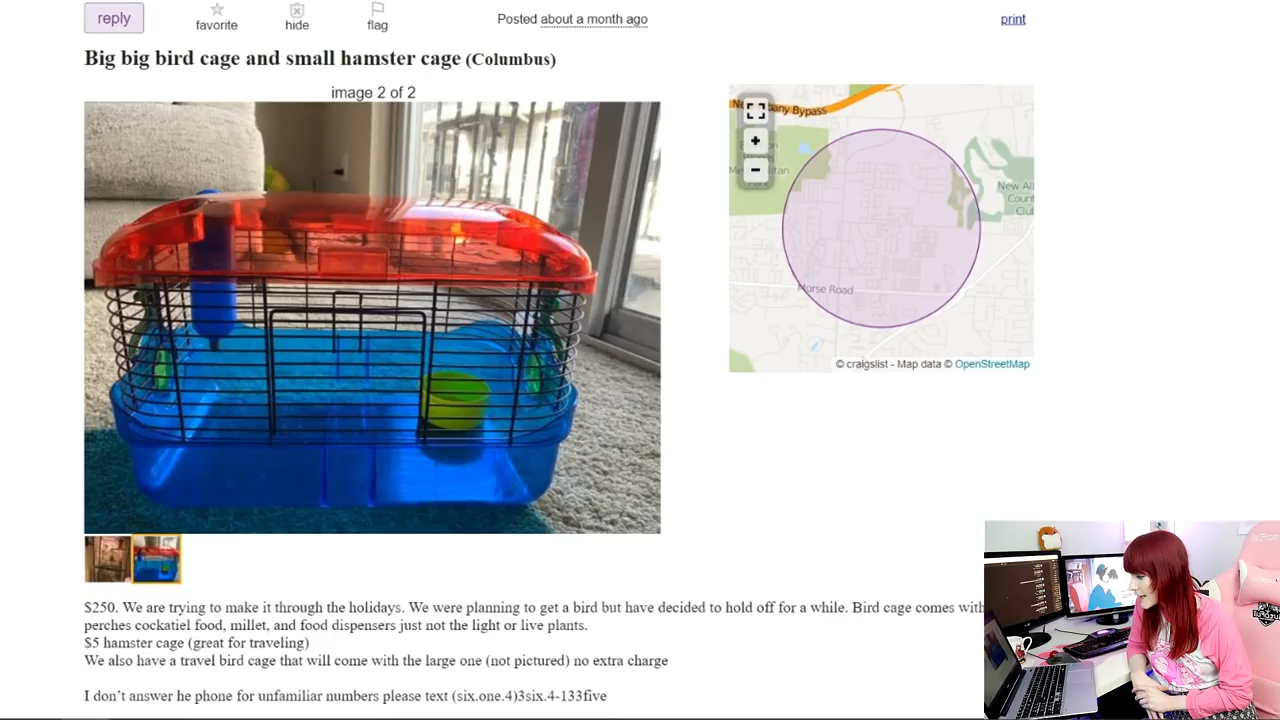 reply
favorite
hide
flag
Posted about a month ago
print
Big big bird cage and small hamster cage (Columbus)
image 2 of 2
any Bypass
New Al
Count
Club
Morse Road
+
-
© craigslist - Map data © OpenStreetMap
$250. We are trying to make it through the holidays. We were planning to get a bird but have decided to hold off for a while. Bird cage comes with
perches cockatiel food, millet, and food dispensers just not the light or live plants.
$5 hamster cage (great for traveling)
We also have a travel bird cage that will come with the large one (not pictured) no extra charge
I don't answer he phone for unfamiliar numbers please text (six.one.4)3six.4-133five